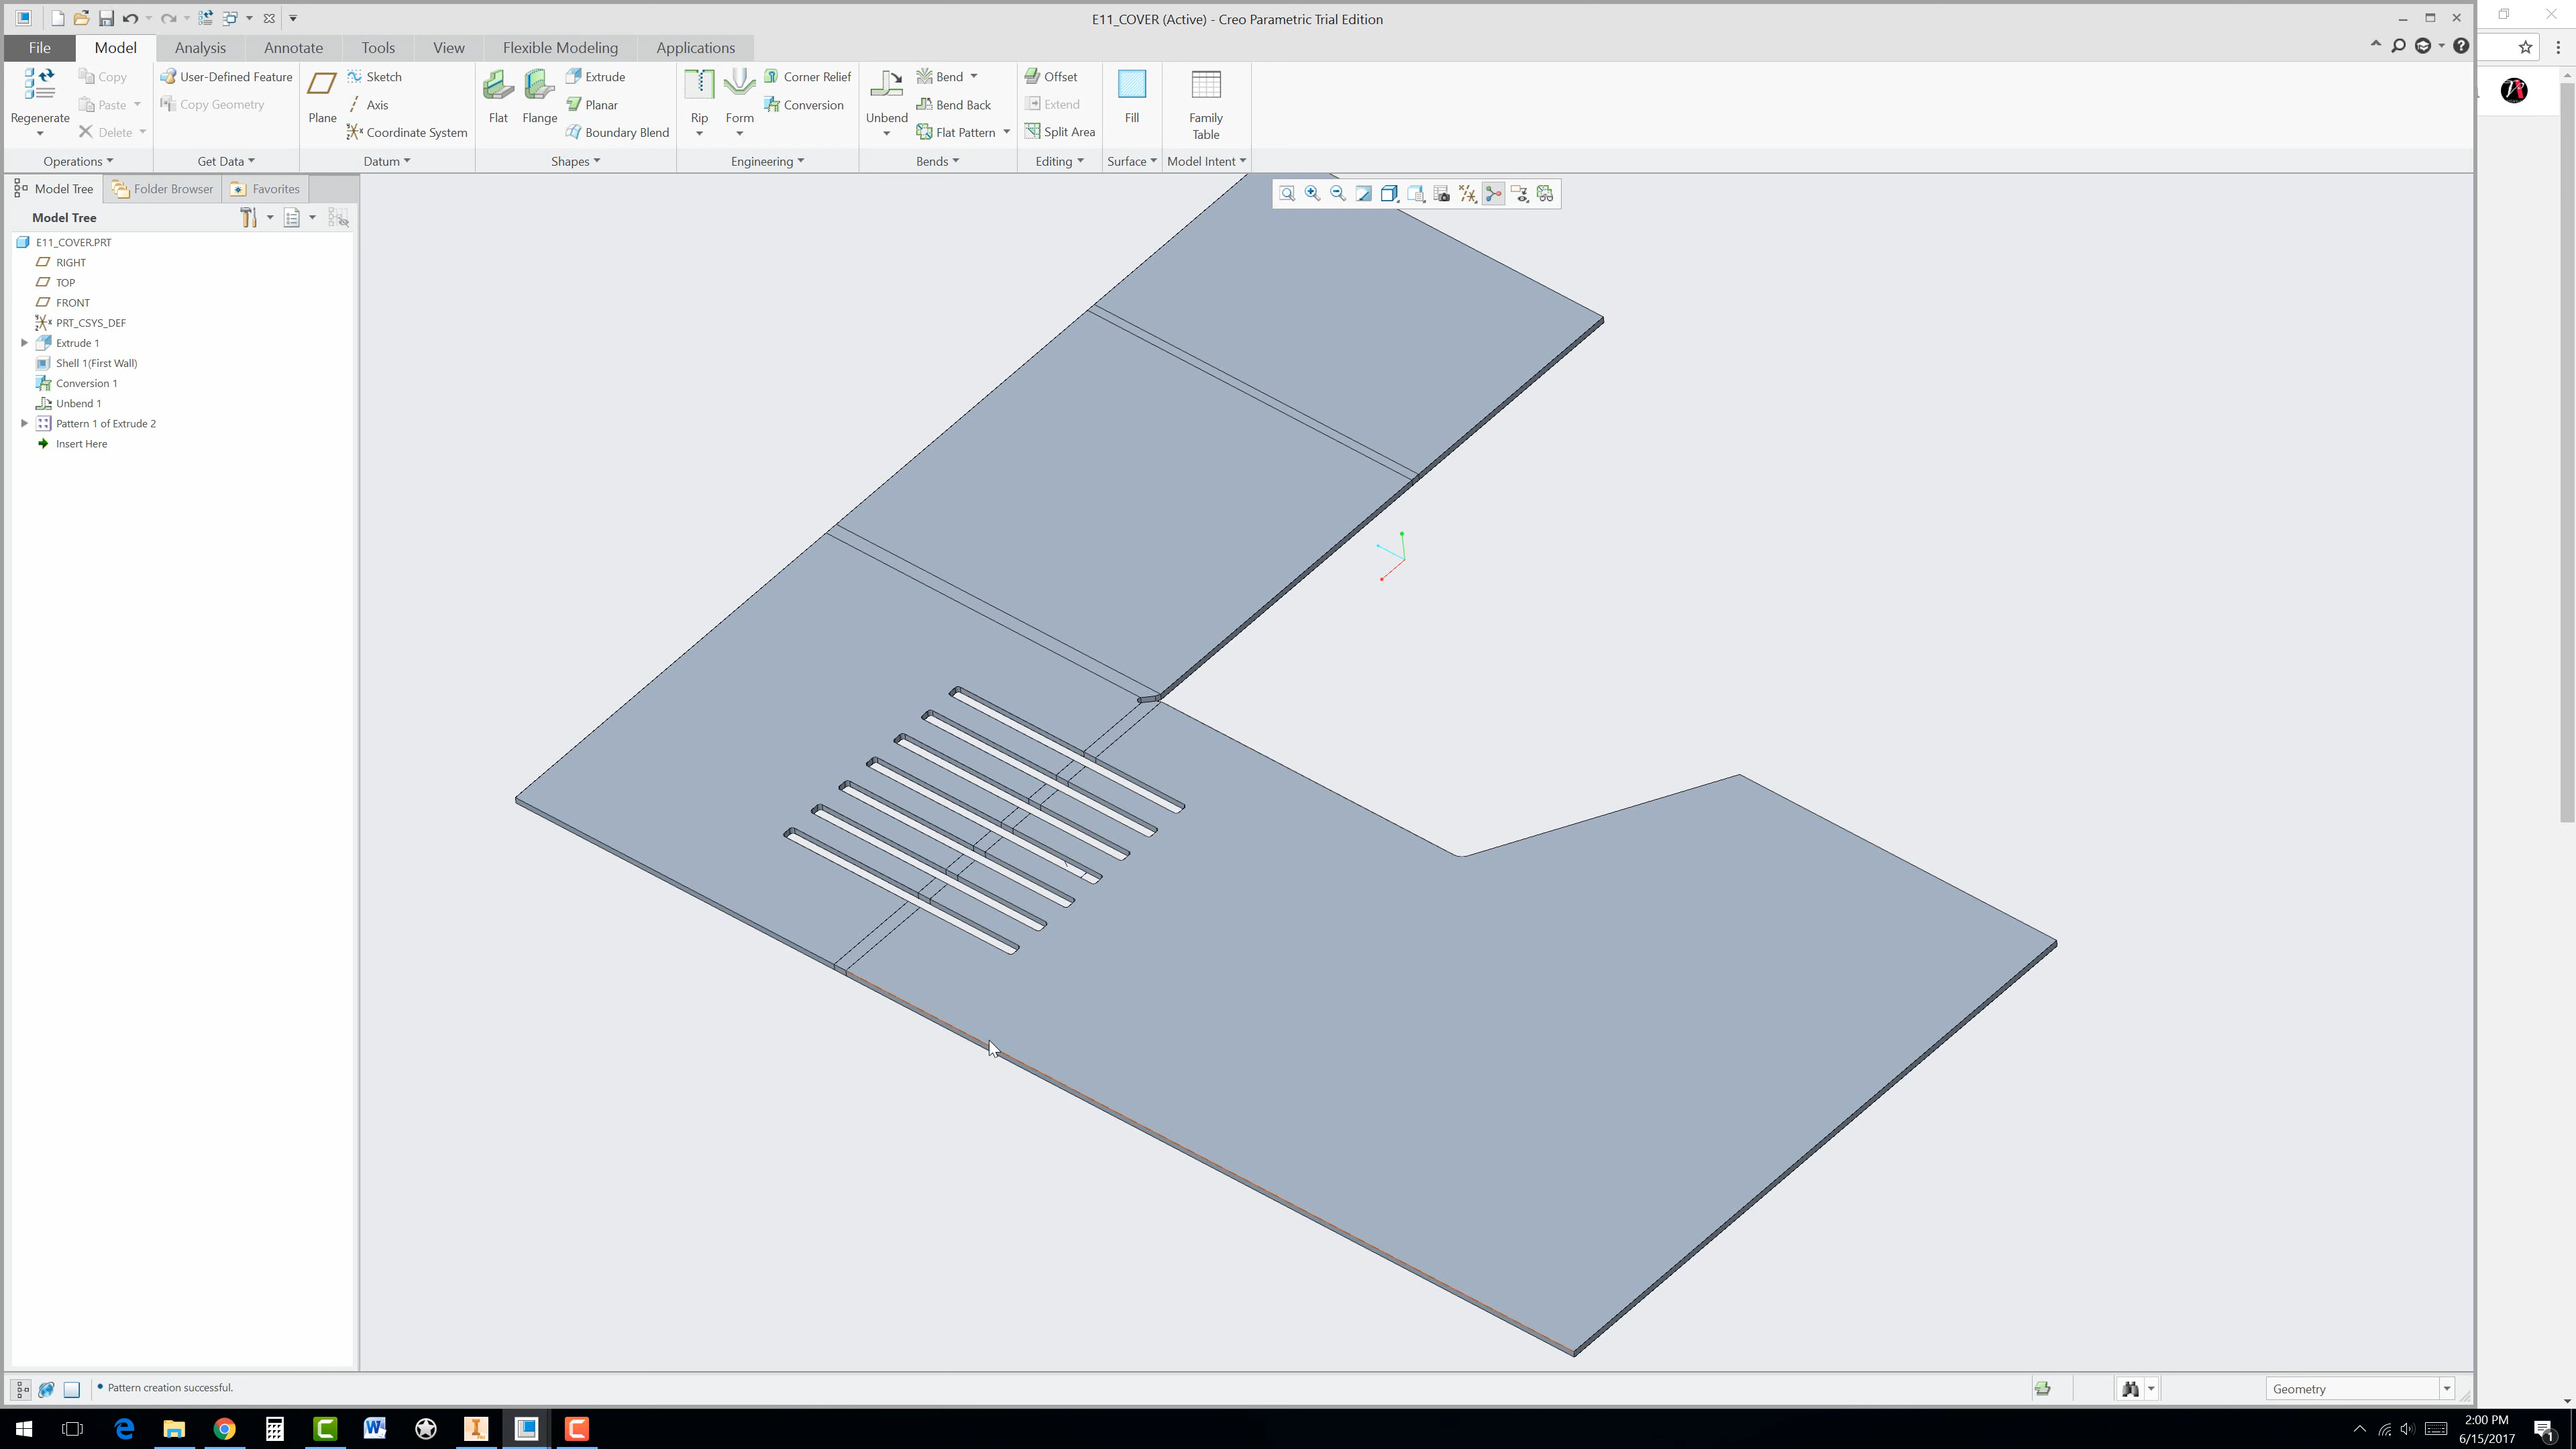 E11_COVER (Active) - Creo Parametric Trial Edition
File Model Analysis Annotate Tools View Flexible Modeling Applications
Regenerate
Copy
Paste
Delete
Operations
User-Defined Feature
Copy Geometry
Get Data
Plane
Sketch
Axis
Coordinate System
Datum
Flat
Flange
Extrude
Planar
Boundary Blend
Shapes
Rip
Form
Corner Relief
Conversion
Engineering
Unbend
Bend
Bend Back
Flat Pattern
Bends
Offset
Extend
Split Area
Editing
Fill
Surface
Family
Table
Model Intent
Model Tree Folder Browser Favorites
Model Tree
E11_COVER.PRT
RIGHT
TOP
FRONT
PRT_CSYS_DEF
Extrude 1
Shell 1(First Wall)
Conversion 1
Unbend 1
Pattern 1 of Extrude 2
Insert Here
Pattern creation successful.
Geometry
2:00 PM
6/15/2017
1